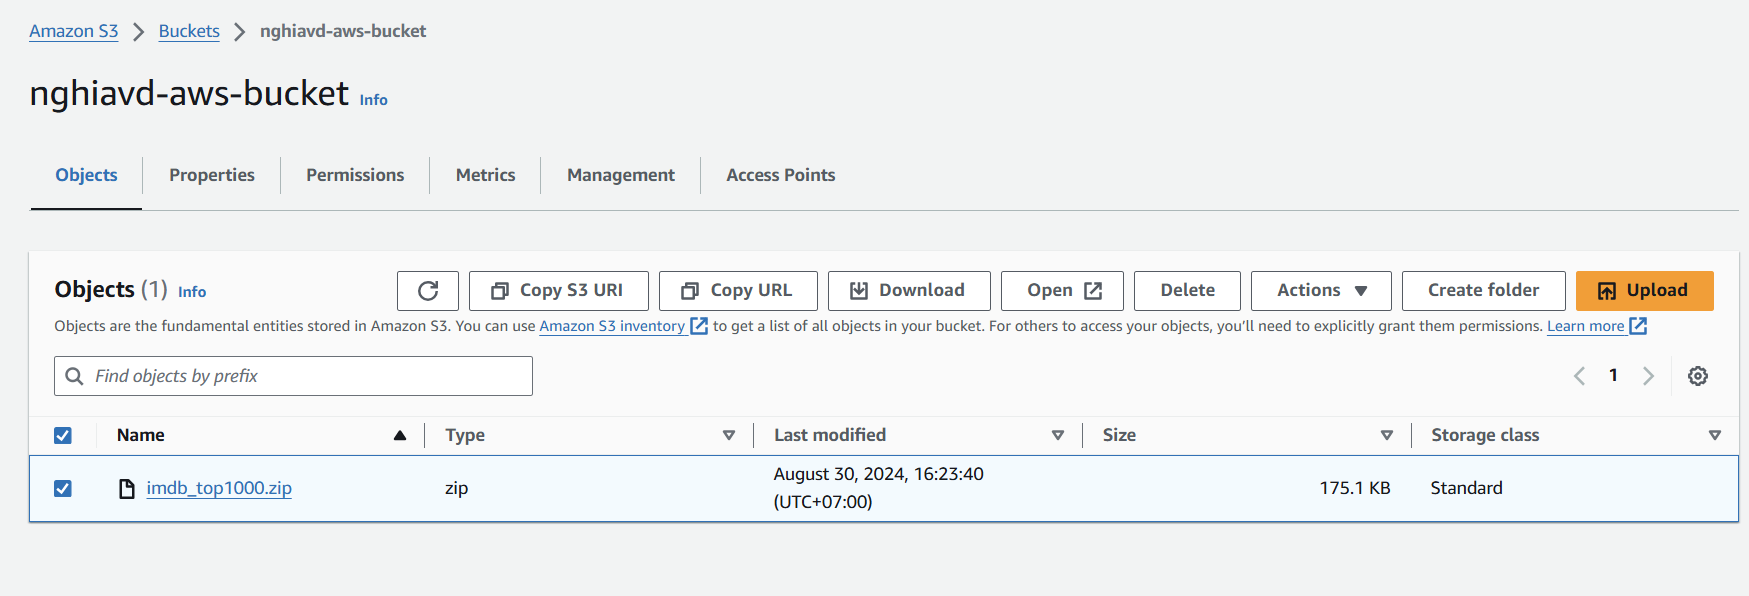 Amazon S3 > Buckets > nghiavd-aws-bucket
nghiavd-aws-bucket Info
Objects Properties Permissions Metrics Management Access Points
Objects (1) Info Copy S3 URI Copy URL Download Open Delete Actions Create folder Upload
Objects are the fundamental entities stored in Amazon S3. You can use Amazon S3 inventory to get a list of all objects in your bucket. For others to access your objects, you’ll need to explicitly grant them permissions. Learn more
Find objects by prefix 1
Name Type Last modified Size Storage class
imdb_top1000.zip zip August 30, 2024, 16:23:40 (UTC+07:00) 175.1 KB Standard